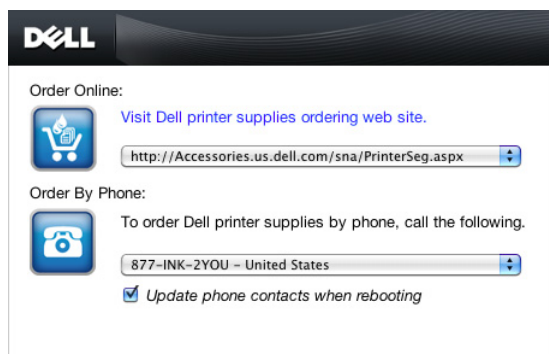 DELL
Order Online:
Visit Dell printer supplies ordering web site.
http://Accessories.us.dell.com/sna/PrinterSeg.aspx
Order By Phone:
To order Dell printer supplies by phone, call the following.
877-INK-2YOU – United States
Update phone contacts when rebooting